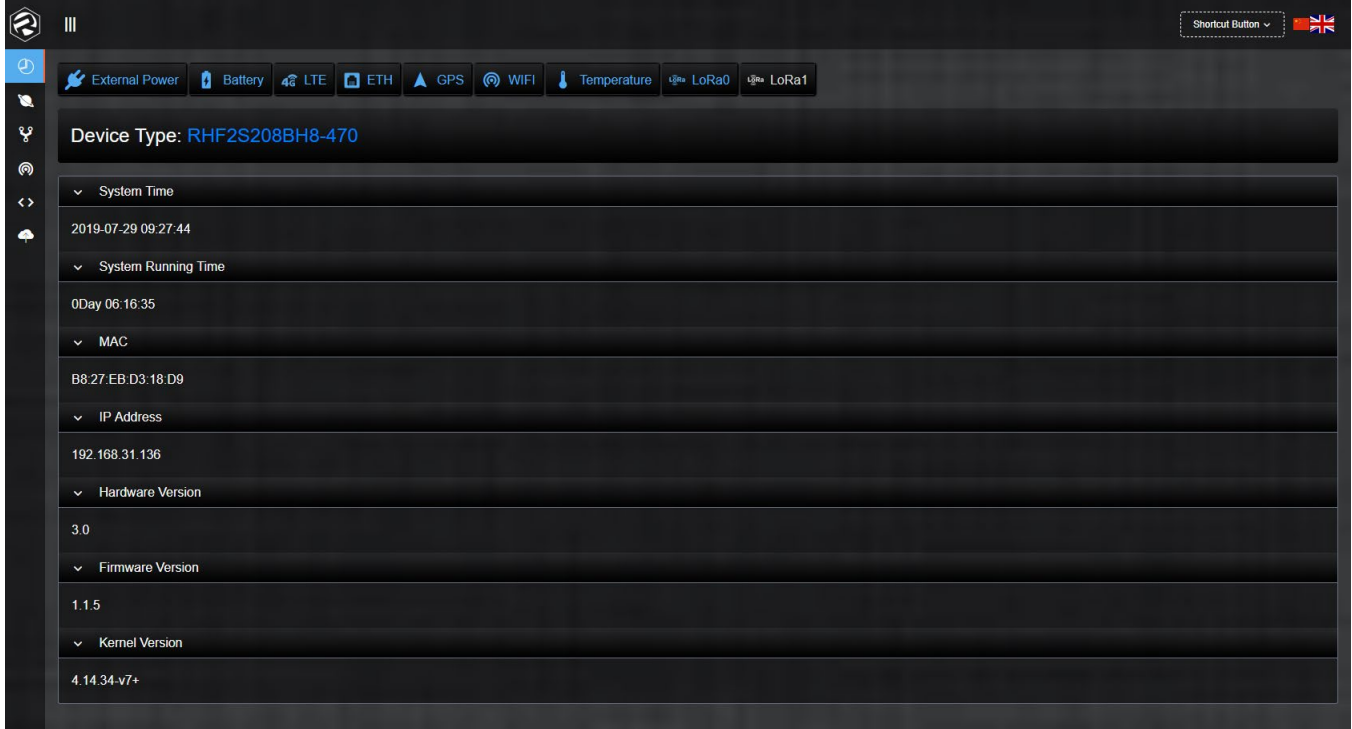 Shortcut Button
External Power Battery 4G LTE ETH GPS WIFI Temperature LoRa LoRa0 LoRa LoRa1
Device Type: RHF2S208BH8-470
System Time
2019-07-29 09:27:44
System Running Time
0Day 06:16:35
MAC
B8:27:EB:D3:18:D9
IP Address
192.168.31.136
Hardware Version
3.0
Firmware Version
1.1.5
Kernel Version
4.14.34-v7+